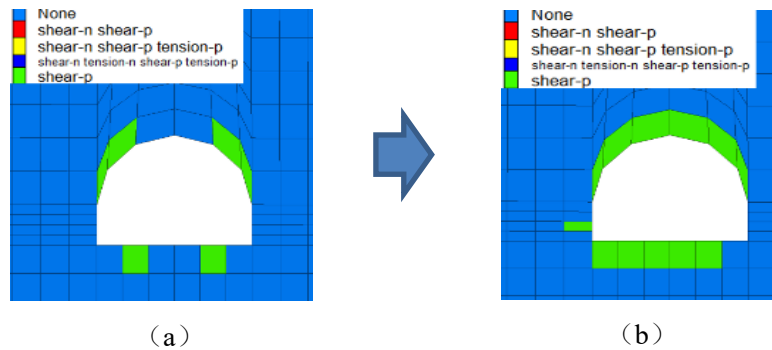 None
shear-n shear-p
shear-n shear-p tension-p
shear-n tension-n shear-p tension-p
shear-p
None
shear-n shear-p
shear-n shear-p tension-p
shear-n tension-n shear-p tension-p
shear-p
（a）
（b）